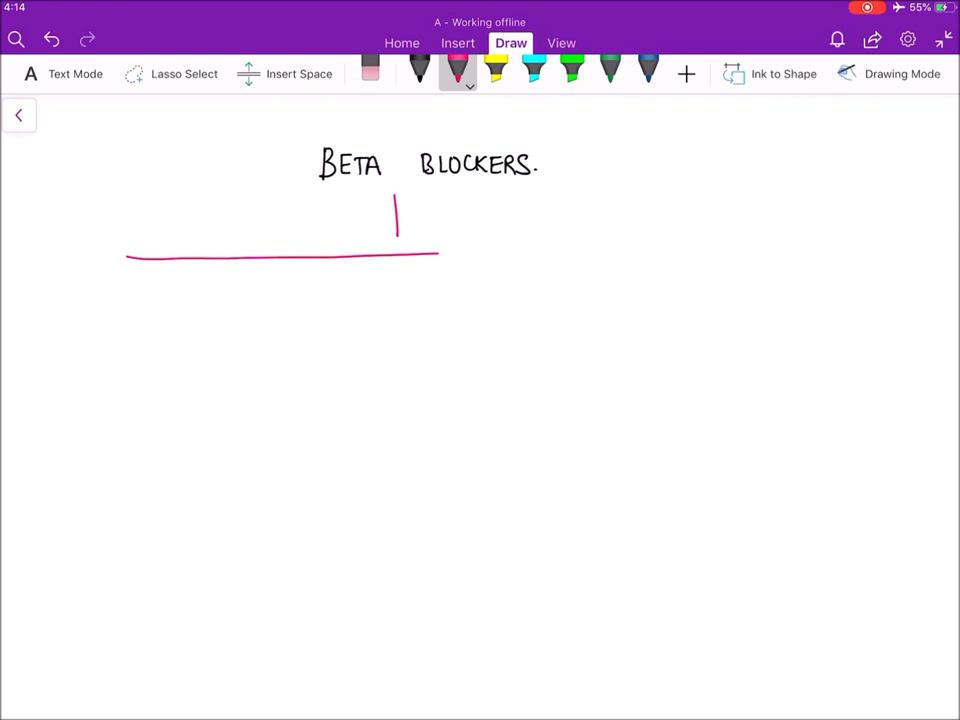 4:14
55%
A - Working offline
Home Insert Draw View
A Text Mode Lasso Select Insert Space Ink to Shape Drawing Mode
BETA BLOCKERS.